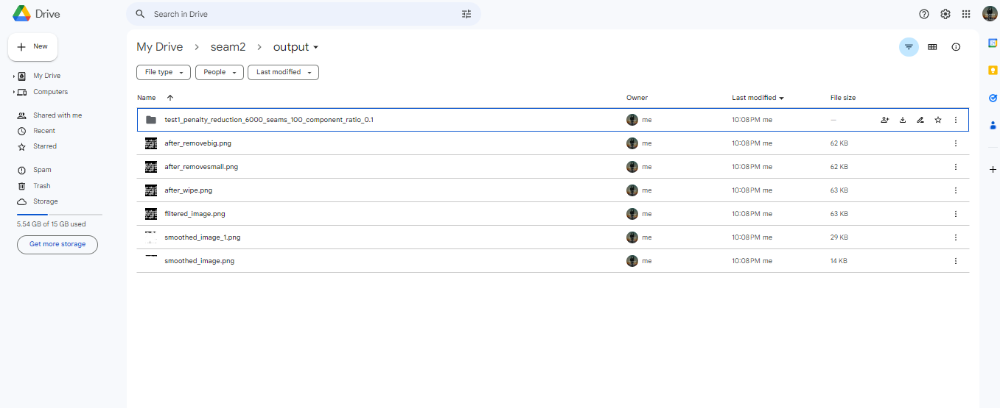 Drive
Search in Drive
New
My Drive
Computers
Shared with me
Recent
Starred
Spam
Trash
Storage
5.54 GB of 15 GB used
Get more storage
My Drive > seam2 > output
File type People Last modified
Name Owner Last modified File size
test1_penalty_reduction_6000_seams_100_component_ratio_0.1 me 10:08 PM me —
after_removebig.png me 10:08 PM me 62 KB
after_removesmall.png me 10:08 PM me 62 KB
after_wipe.png me 10:08 PM me 63 KB
filtered_image.png me 10:08 PM me 63 KB
smoothed_image_1.png me 10:08 PM me 29 KB
smoothed_image.png me 10:08 PM me 14 KB